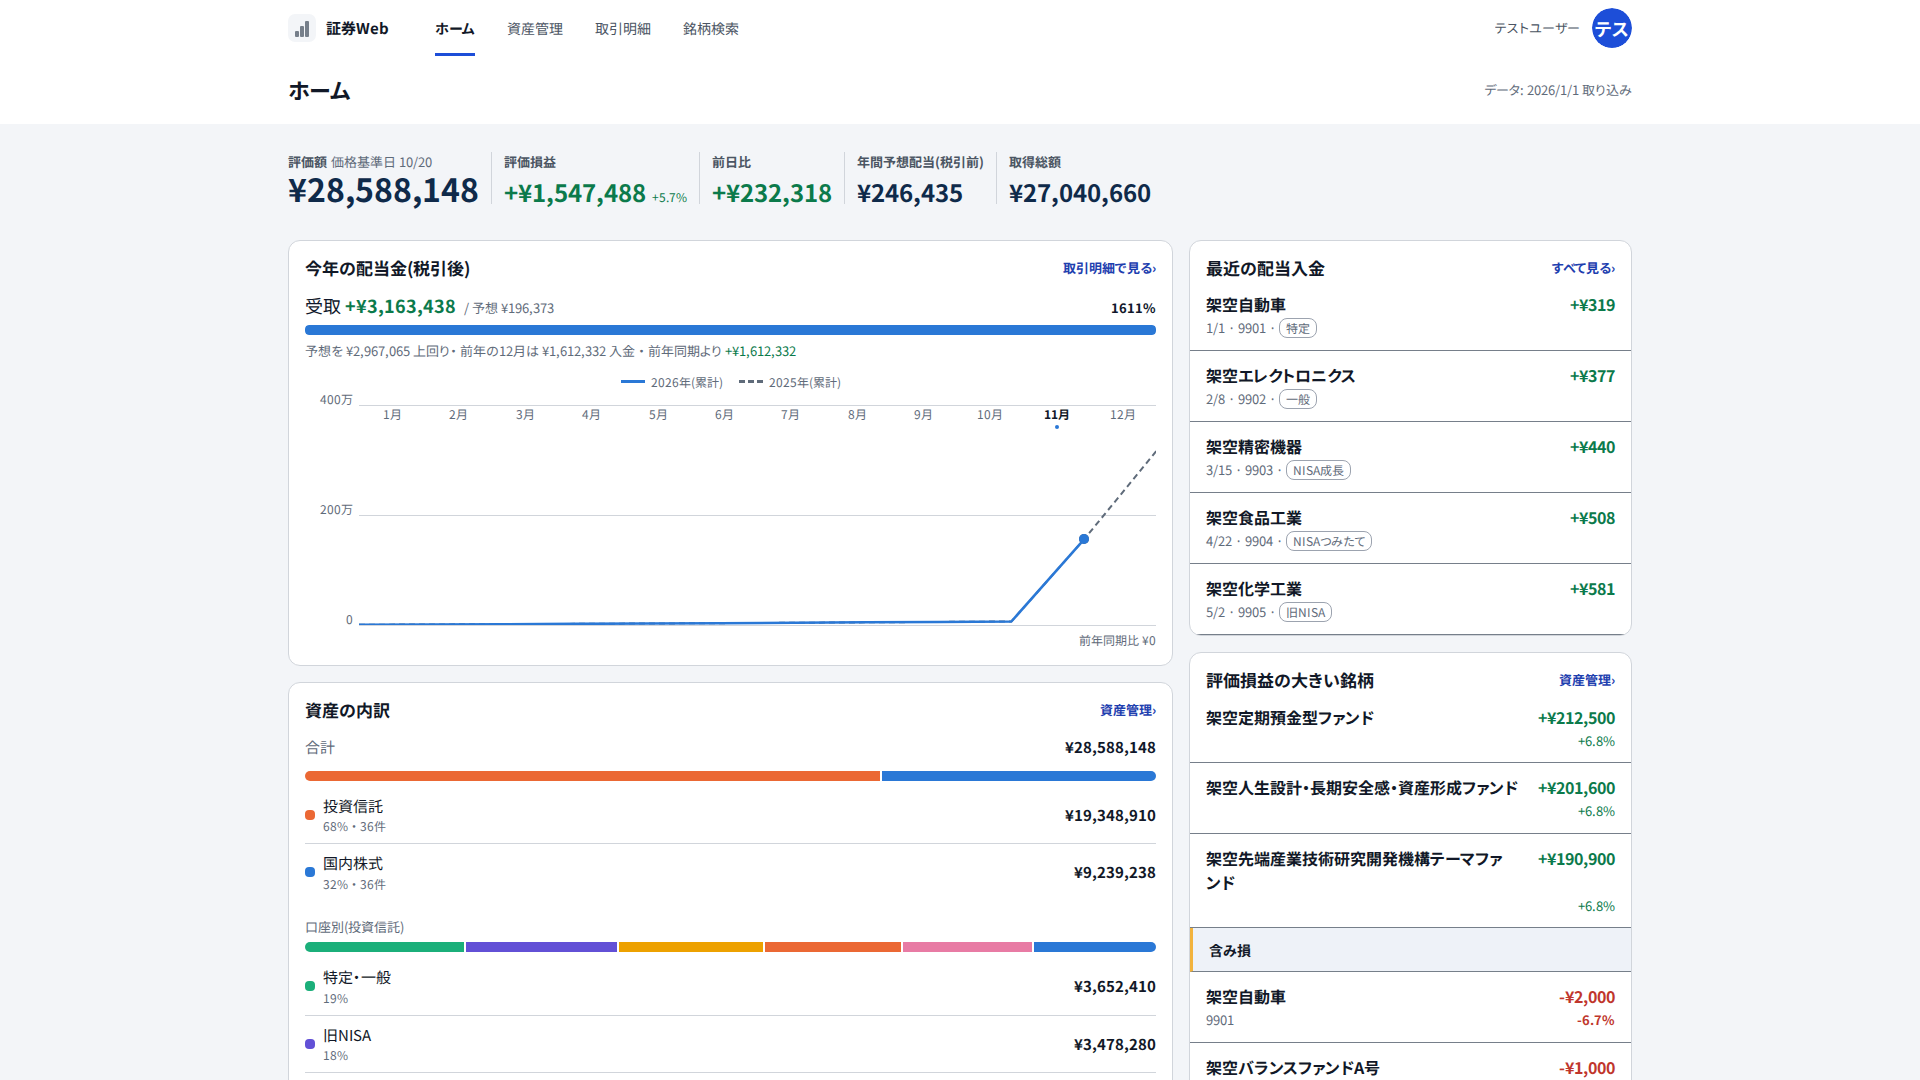 証券Web
ホーム
資産管理
取引明細
銘柄検索
テストユーザー
テス
ホーム
データ: 2026/1/1 取り込み
評価額 価格基準日 10/20
¥28,588,148
評価損益
+¥1,547,488 +5.7%
前日比
+¥232,318
年間予想配当(税引前)
¥246,435
取得総額
¥27,040,660
今年の配当金(税引後)
取引明細で見る›
受取 +¥3,163,438 / 予想 ¥196,373
1611%
予想を ¥2,967,065 上回り・前年の12月は ¥1,612,332 入金・前年同期より +¥1,612,332
2026年(累計)
2025年(累計)
400万
1月 2月 3月 4月 5月 6月 7月 8月 9月 10月 11月 12月
200万
0
前年同期比 ¥0
資産の内訳
資産管理›
合計
¥28,588,148
投資信託
68%・36件
¥19,348,910
国内株式
32%・36件
¥9,239,238
口座別(投資信託)
特定・一般
19%
¥3,652,410
旧NISA
18%
¥3,478,280
最近の配当入金
すべて見る›
架空自動車
+¥319
1/1・9901・特定
架空エレクトロニクス
+¥377
2/8・9902・一般
架空精密機器
+¥440
3/15・9903・NISA成長
架空食品工業
+¥508
4/22・9904・NISAつみたて
架空化学工業
+¥581
5/2・9905・旧NISA
評価損益の大きい銘柄
資産管理›
架空定期預金型ファンド
+¥212,500
+6.8%
架空人生設計・長期安全感・資産形成ファンド
+¥201,600
+6.8%
架空先端産業技術研究開発機構テーマファ
ンド
+¥190,900
+6.8%
含み損
架空自動車
-¥2,000
9901
-6.7%
架空バランスファンドA号
-¥1,000